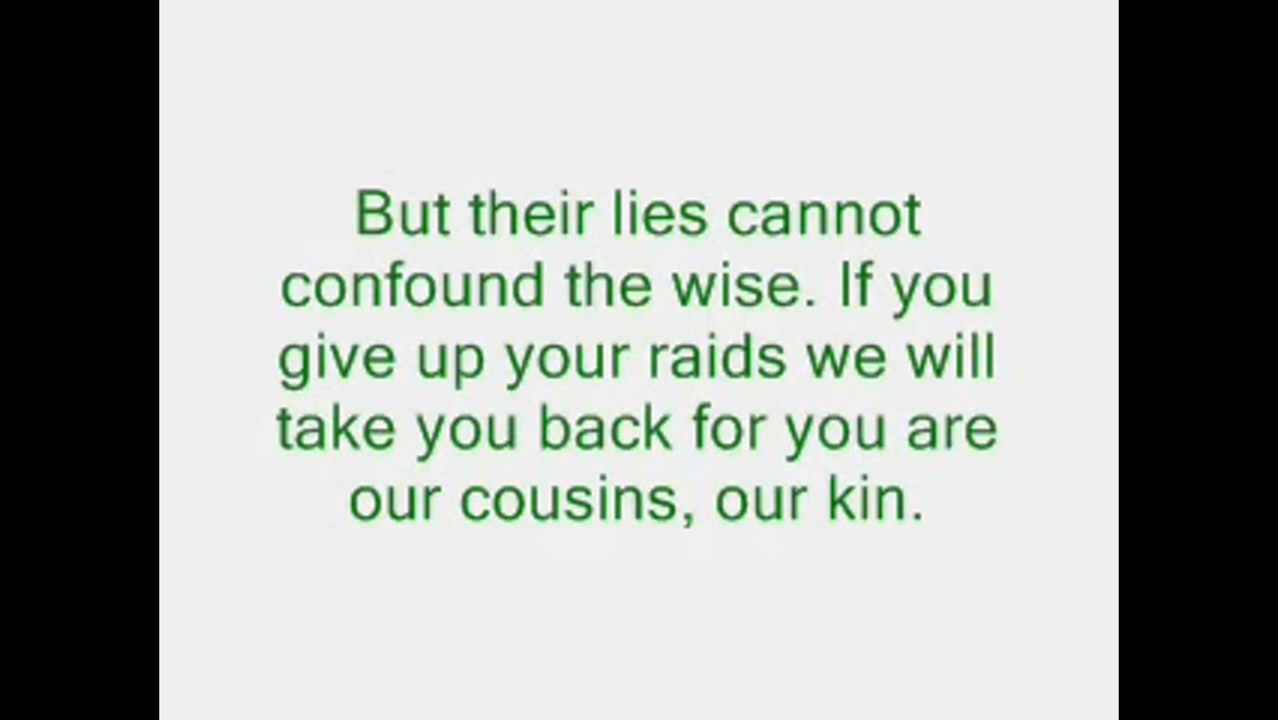 But their lies cannot
confound the wise. If you
give up your raids we will
take you back for you are
our cousins, our kin.